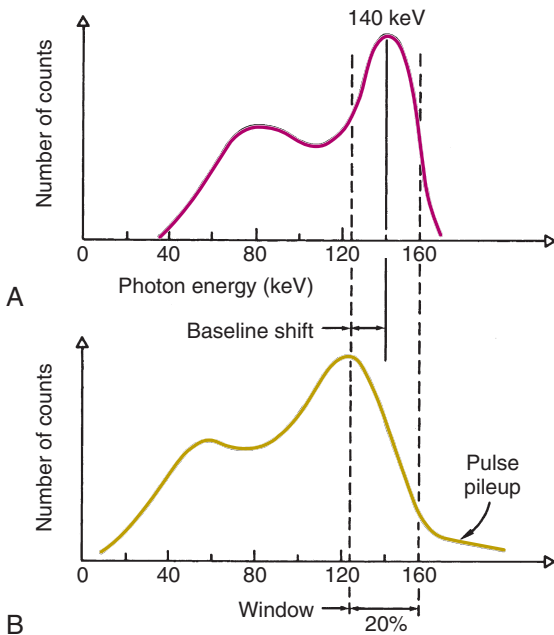 140 keV
Number of counts
0 40 80 120 160
Photon energy (keV)
A
Baseline shift
Number of counts
Pulse
pileup
0 40 80 120 160
Window
20%
B